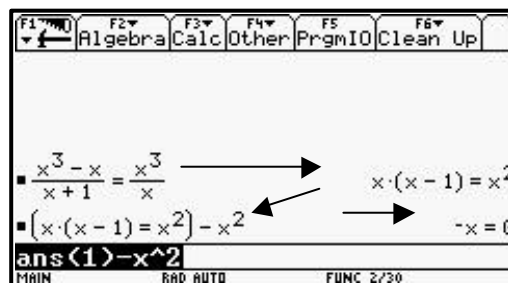 F1 F2 F3 F4 F5 F6
Algebra Calc Other PrgmIO Clean Up
(x^3 - x)/(x + 1) = x^3/x x·(x - 1) = x^2
(x·(x - 1) = x^2) - x^2 -x = 0
ans(1)-x^2
MAIN RAD AUTO FUNC 2/30